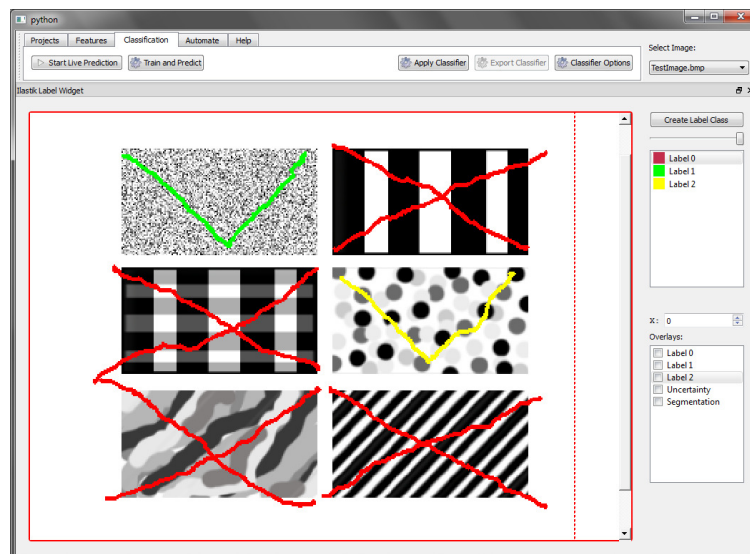 python
Projects Features Classification Automate Help
Start Live Prediction Train and Predict Apply Classifier Export Classifier Classifier Options
Select Image:
TestImage.bmp
Ilastik Label Widget
Create Label Class
Label 0
Label 1
Label 2
X: 0
Overlays:
Label 0
Label 1
Label 2
Uncertainty
Segmentation